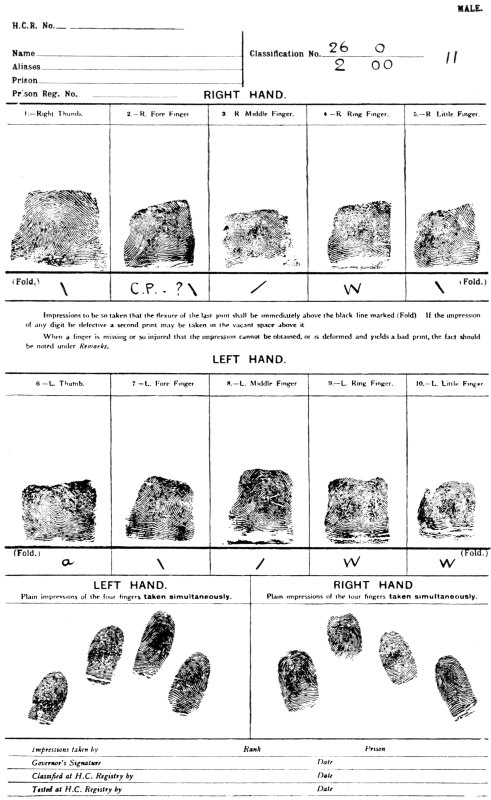 MALE.
H.C.R. No.
Name
Classification No. 26 O
Aliases
2 OO
11
Prison
Prison Reg. No.
RIGHT HAND.
1.—Right Thumb. 2.—R. Fore Finger 3 R Middle Finger. 4—R Ring Finger. 5.—R Little Finger.
(Fold.) \ C.P. - ? \ / W \ (Fold.)
Impressions to be so taken that the flexure of the last joint shall be immediately above the black line marked (Fold) If the impression
of any digit be defective a second print may be taken in the vacant space above it
When a finger is missing or so injured that the impression cannot be obtained, or is deformed and yields a bad print, the fact should
be noted under Remarks.
LEFT HAND.
6—L. Thumb. 7—L. Fore Finger 8.—L. Middle Finger 9.—L. Ring Finger. 10.—L. Little Finger
(Fold.) a \ / W W (Fold.)
LEFT HAND.
Plain impressions of the four fingers taken simultaneously.
RIGHT HAND
Plain impressions of the four fingers taken simultaneously.
Impressions taken by Rank Prison
Governor's Signature Date
Classified at H.C. Registry by Date
Tested at H.C. Registry by Date